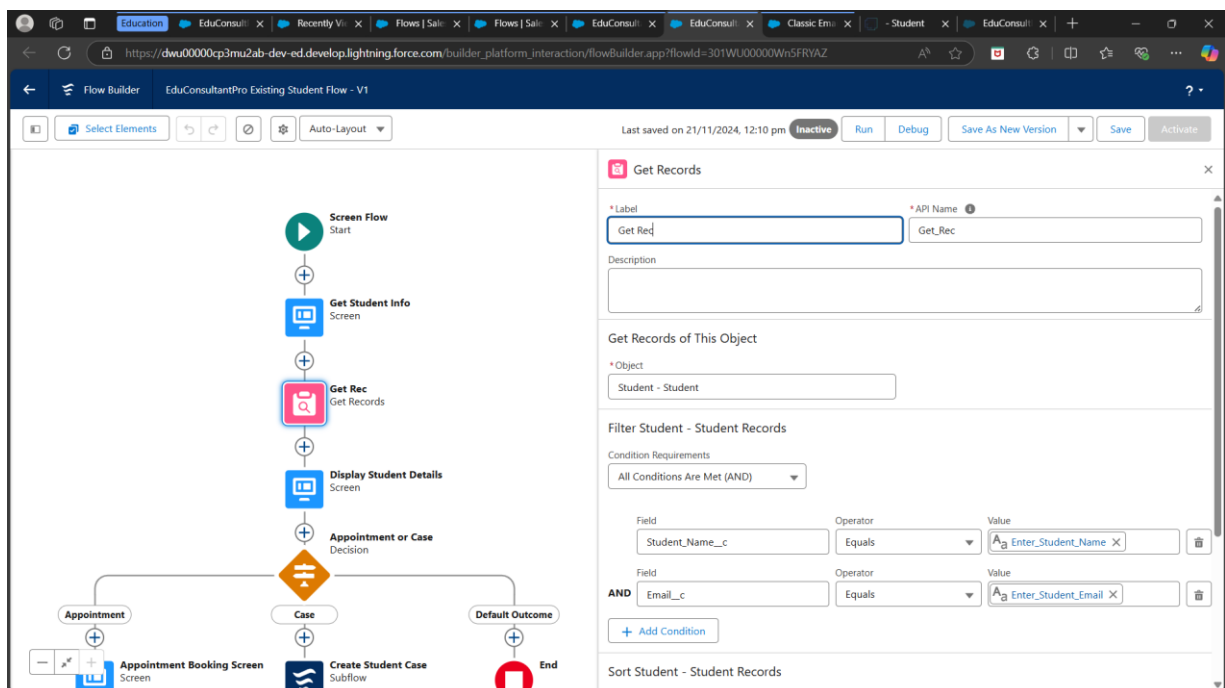 Education EduConsult Recently Vie Flows | Sale Flows | Sale EduConsult EduConsult Classic Ema - Student EduConsult
https://dwu00000cp3mu2ab-dev-ed.develop.lightning.force.com/builder_platform_interaction/flowBuilder.app?flowId=301WU00000Wn5FRYAZ
Flow Builder EduConsultantPro Existing Student Flow - V1 ?
Select Elements Auto-Layout Last saved on 21/11/2024, 12:10 pm Inactive Run Debug Save As New Version Save Activate
Get Records
*Label *API Name
Get Rec Get_Rec
Description
Get Records of This Object
*Object
Student - Student
Filter Student - Student Records
Condition Requirements
All Conditions Are Met (AND)
Field Operator Value
Student_Name__c Equals Aa Enter_Student_Name
Field Operator Value
AND Email__c Equals Aa Enter_Student_Email
+ Add Condition
Sort Student - Student Records
Screen Flow
Start
Get Student Info
Screen
Get Rec
Get Records
Display Student Details
Screen
Appointment or Case
Decision
Appointment Case Default Outcome
Appointment Booking Screen Create Student Case End
Screen Subflow